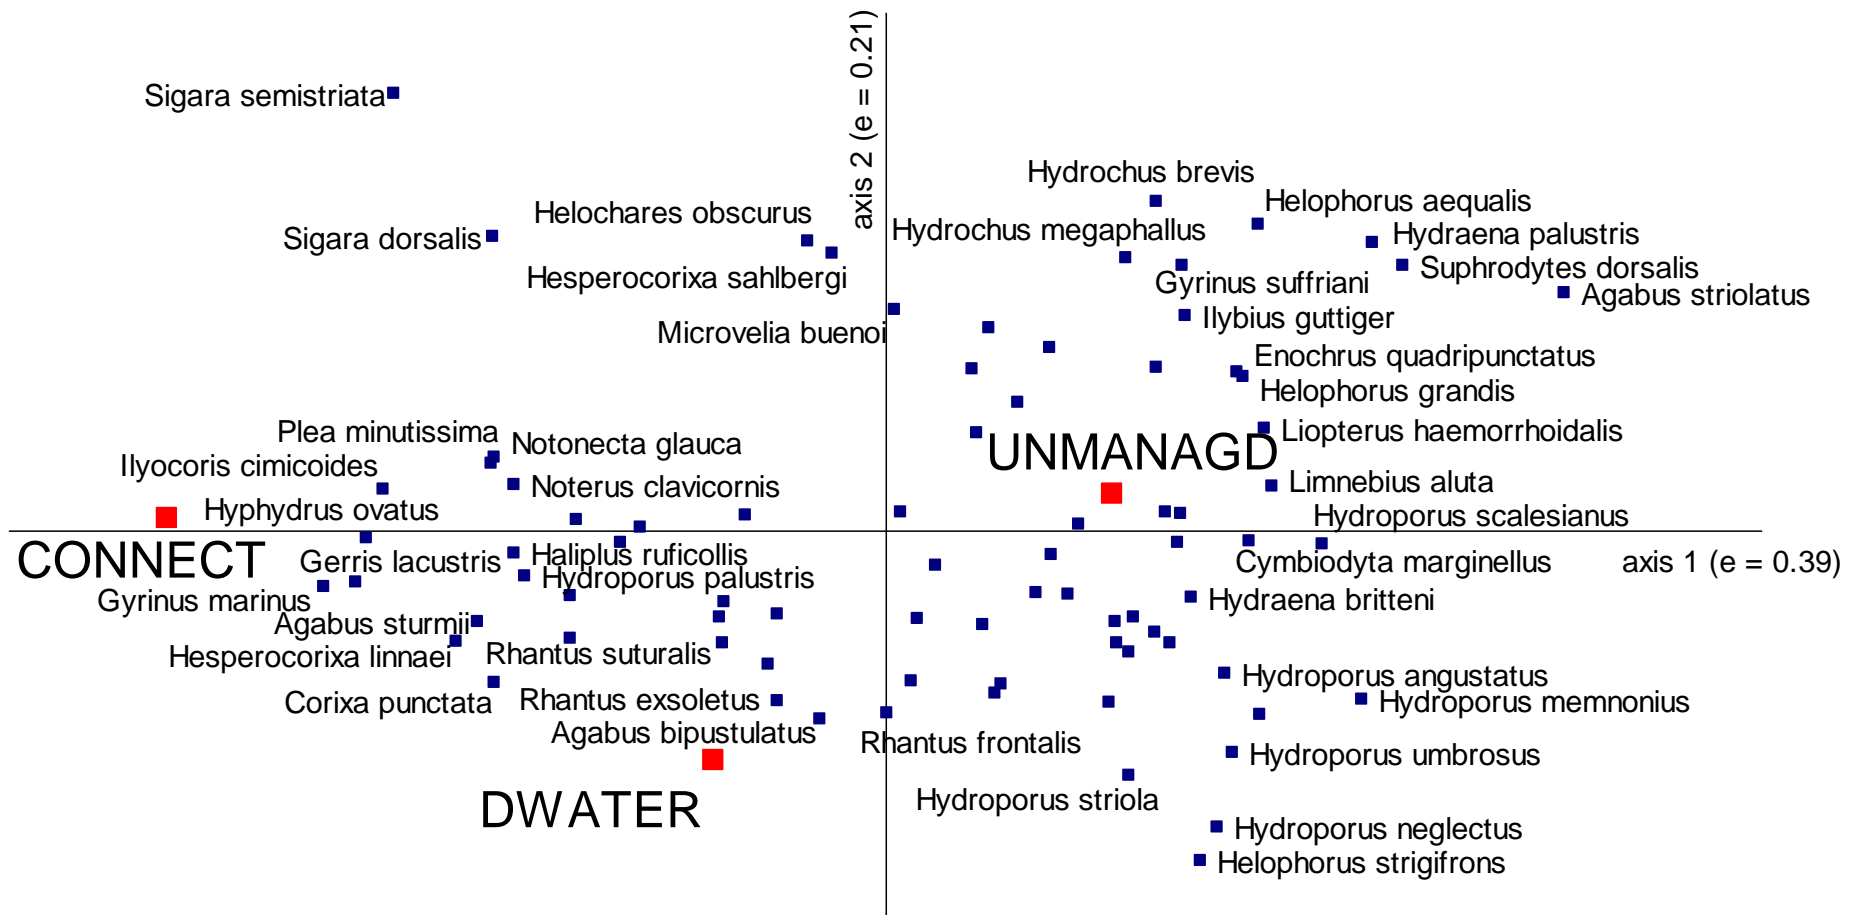 axis 2 (e = 0.21)
Sigara semistriata
Hydrochus brevis
Helophorus aequalis
Helochares obscurus
Hydrochus megaphallus
Hydraena palustris
Sigara dorsalis
Suphrodytes dorsalis
Hesperocorixa sahlbergi
Gyrinus suffriani
Agabus striolatus
Ilybius guttiger
Microvelia buenoi
Enochrus quadripunctatus
Helophorus grandis
Plea minutissima
Notonecta glauca
Liopterus haemorrhoidalis
UNMANAGD
Ilyocoris cimicoides
Noterus clavicornis
Limnebius aluta
Hyphydrus ovatus
Hydroporus scalesianus
CONNECT
Gerris lacustris
Haliplus ruficollis
Cymbiodyta marginellus
axis 1 (e = 0.39)
Hydroporus palustris
Gyrinus marinus
Hydraena britteni
Agabus sturmii
Hesperocorixa linnaei
Rhantus suturalis
Hydroporus angustatus
Corixa punctata
Rhantus exsoletus
Hydroporus memnonius
Agabus bipustulatus
Rhantus frontalis
Hydroporus umbrosus
DWATER
Hydroporus striola
Hydroporus neglectus
Helophorus strigifrons